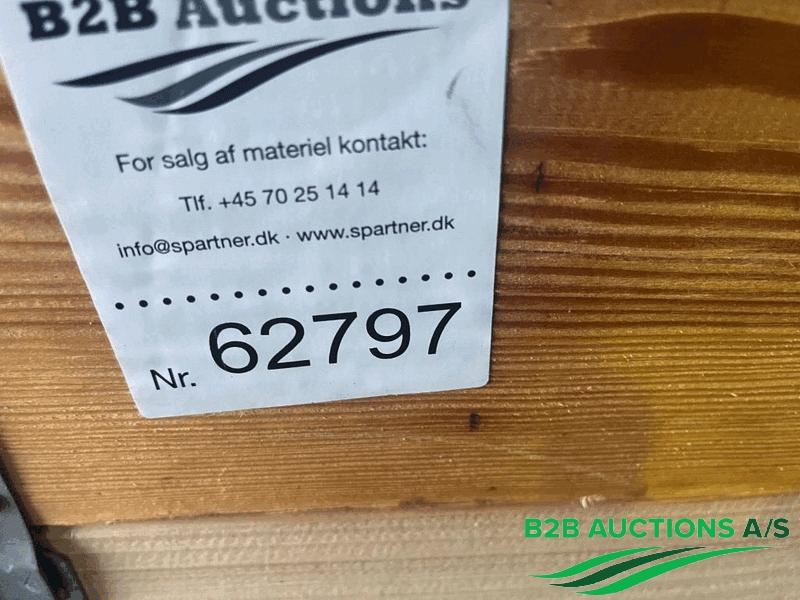 B2B Auctions
For salg af materiel kontakt:
Tlf. +45 70 25 14 14
info@spartner.dk · www.spartner.dk
Nr. 62797
B2B AUCTIONS A/S